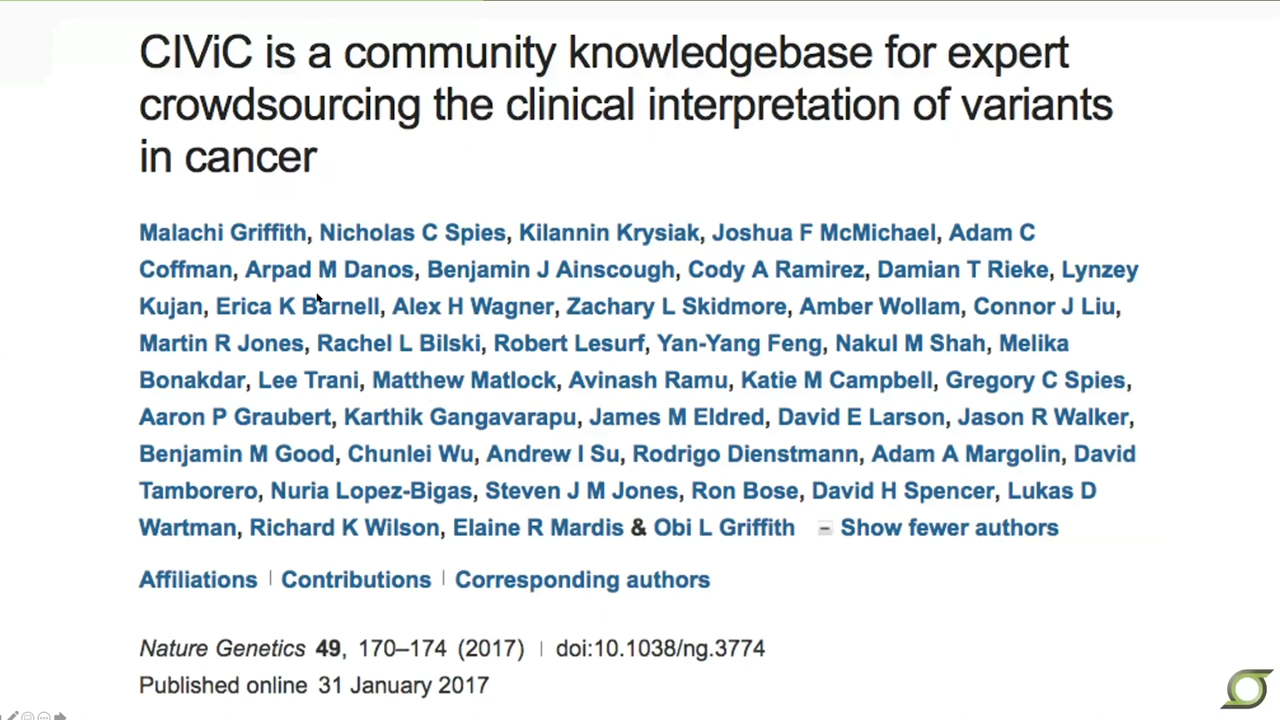 CIViC is a community knowledgebase for expert
crowdsourcing the clinical interpretation of variants
in cancer
Malachi Griffith, Nicholas C Spies, Kilannin Krysiak, Joshua F McMichael, Adam C
Coffman, Arpad M Danos, Benjamin J Ainscough, Cody A Ramirez, Damian T Rieke, Lynzey
Kujan, Erica K Barnell, Alex H Wagner, Zachary L Skidmore, Amber Wollam, Connor J Liu,
Martin R Jones, Rachel L Bilski, Robert Lesurf, Yan-Yang Feng, Nakul M Shah, Melika
Bonakdar, Lee Trani, Matthew Matlock, Avinash Ramu, Katie M Campbell, Gregory C Spies,
Aaron P Graubert, Karthik Gangavarapu, James M Eldred, David E Larson, Jason R Walker,
Benjamin M Good, Chunlei Wu, Andrew I Su, Rodrigo Dienstmann, Adam A Margolin, David
Tamborero, Nuria Lopez-Bigas, Steven J M Jones, Ron Bose, David H Spencer, Lukas D
Wartman, Richard K Wilson, Elaine R Mardis & Obi L Griffith − Show fewer authors
Affiliations | Contributions | Corresponding authors
Nature Genetics 49, 170–174 (2017) | doi:10.1038/ng.3774
Published online 31 January 2017